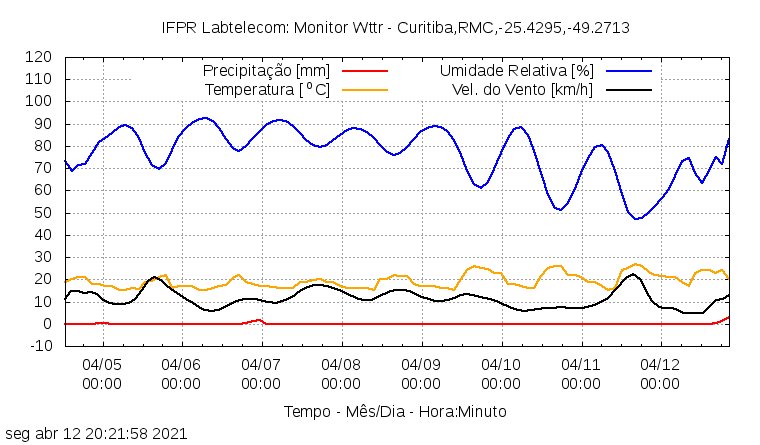 IFPR Labtelecom: Monitor Wttr - Curitiba,RMC,-25.4295,-49.2713
120
110
100
90
80
70
60
50
40
30
20
10
0
-10
Precipitação [mm]
Temperatura [ ⁰C]
Umidade Relativa [%]
Vel. do Vento [km/h]
04/05 04/06 04/07 04/08 04/09 04/10 04/11 04/12
00:00 00:00 00:00 00:00 00:00 00:00 00:00 00:00
Tempo - Mês/Dia - Hora:Minuto
seg abr 12 20:21:58 2021